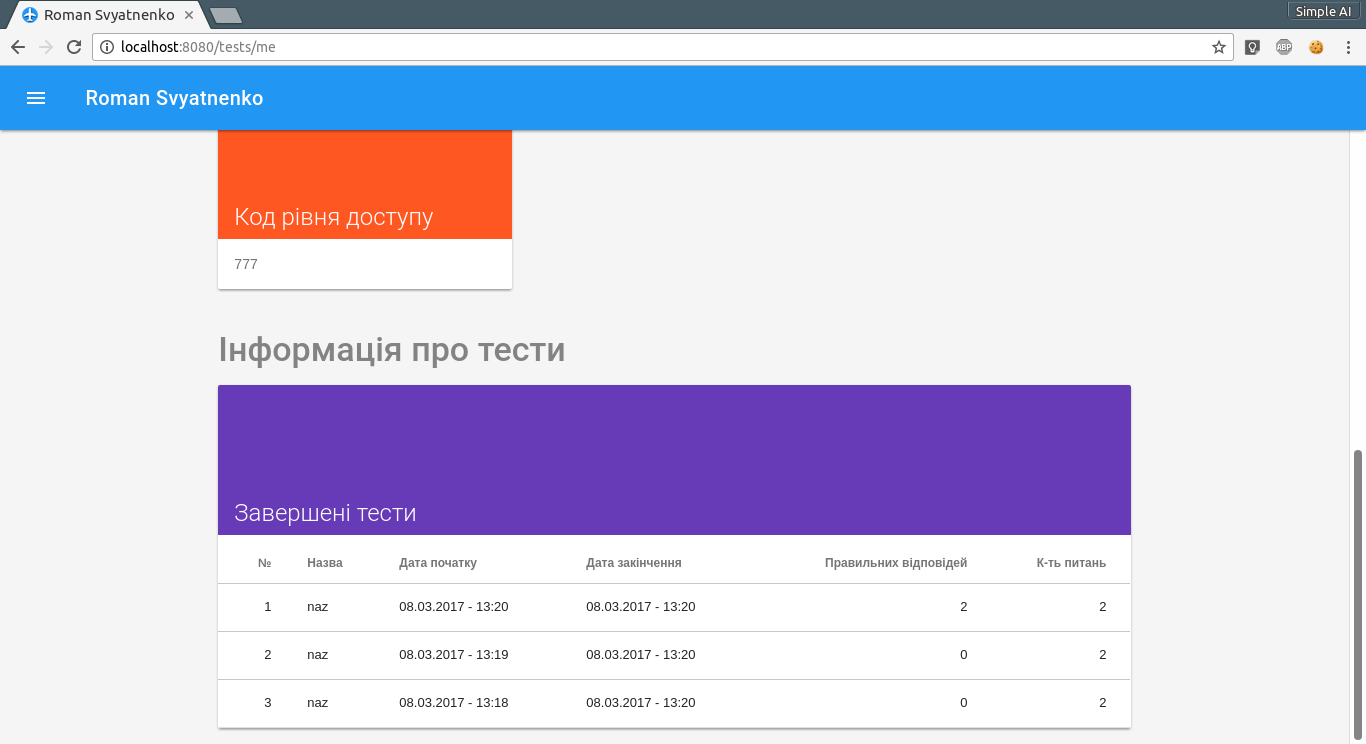 Roman Svyatnenko
Simple AI
localhost:8080/tests/me
ABP
Roman Svyatnenko
Код рівня доступу
777
Інформація про тести
Завершені тести
№ Назва Дата початку Дата закінчення Правильних відповідей К-ть питань
1 naz 08.03.2017 - 13:20 08.03.2017 - 13:20 2 2
2 naz 08.03.2017 - 13:19 08.03.2017 - 13:20 0 2
3 naz 08.03.2017 - 13:18 08.03.2017 - 13:20 0 2